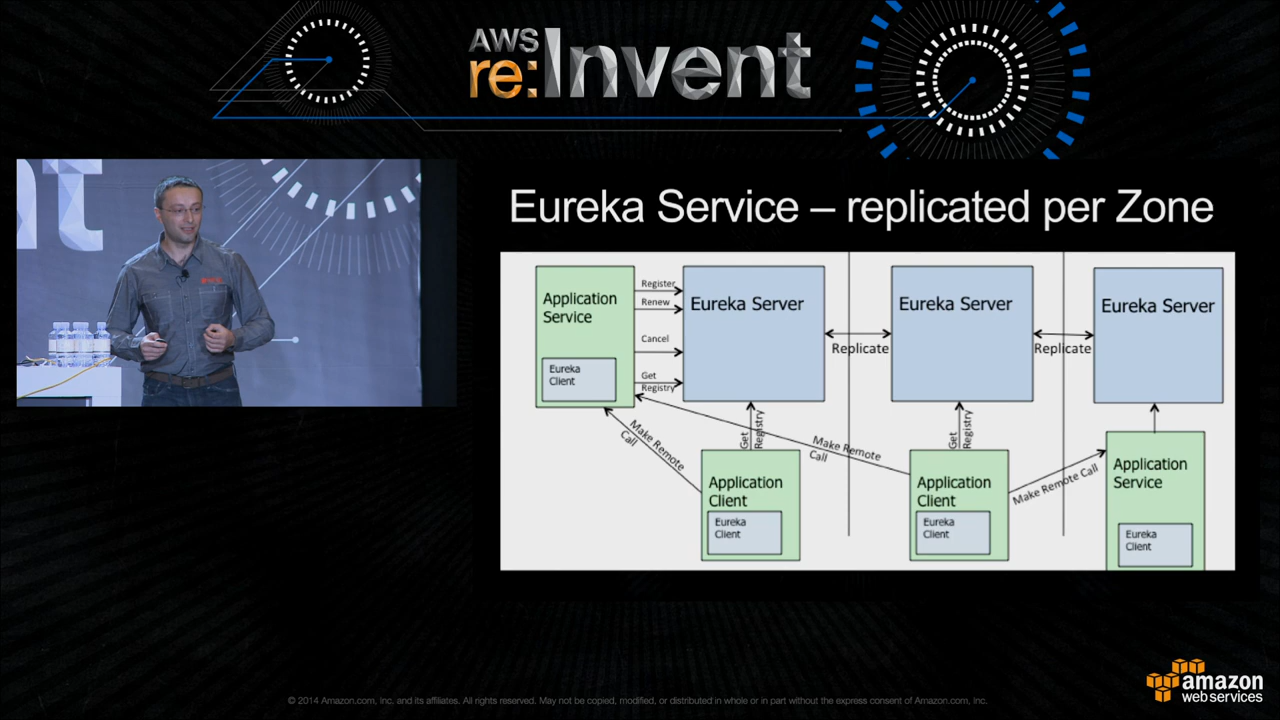 AWS
re:Invent
nt
Eureka Service – replicated per Zone
Application
Service
Eureka
Client
Register
Renew
Cancel
Get
Registry
Eureka Server
Replicate
Eureka Server
Replicate
Eureka Server
Make Remote
Call
Get
Registry
Make Remote
Call
Get
Registry
Make Remote Call
Application
Client
Eureka
Client
Application
Client
Eureka
Client
Application
Service
Eureka
Client
amazon
web services
© 2014 Amazon.com, Inc. and its affiliates. All rights reserved. May not be copied, modified, or distributed in whole or in part without the express consent of Amazon.com, Inc.